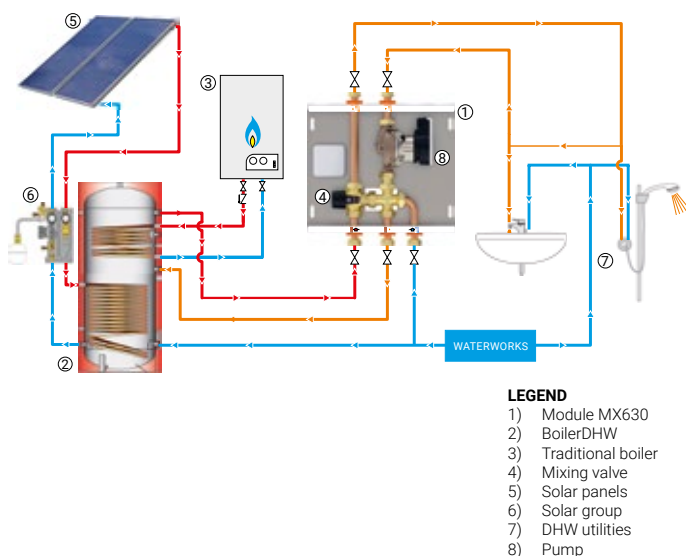 ⑤
③
①
⑧
④
⑥
⑦
②
WATERWORKS
LEGEND
1) Module MX630
2) BoilerDHW
3) Traditional boiler
4) Mixing valve
5) Solar panels
6) Solar group
7) DHW utilities
8) Pump